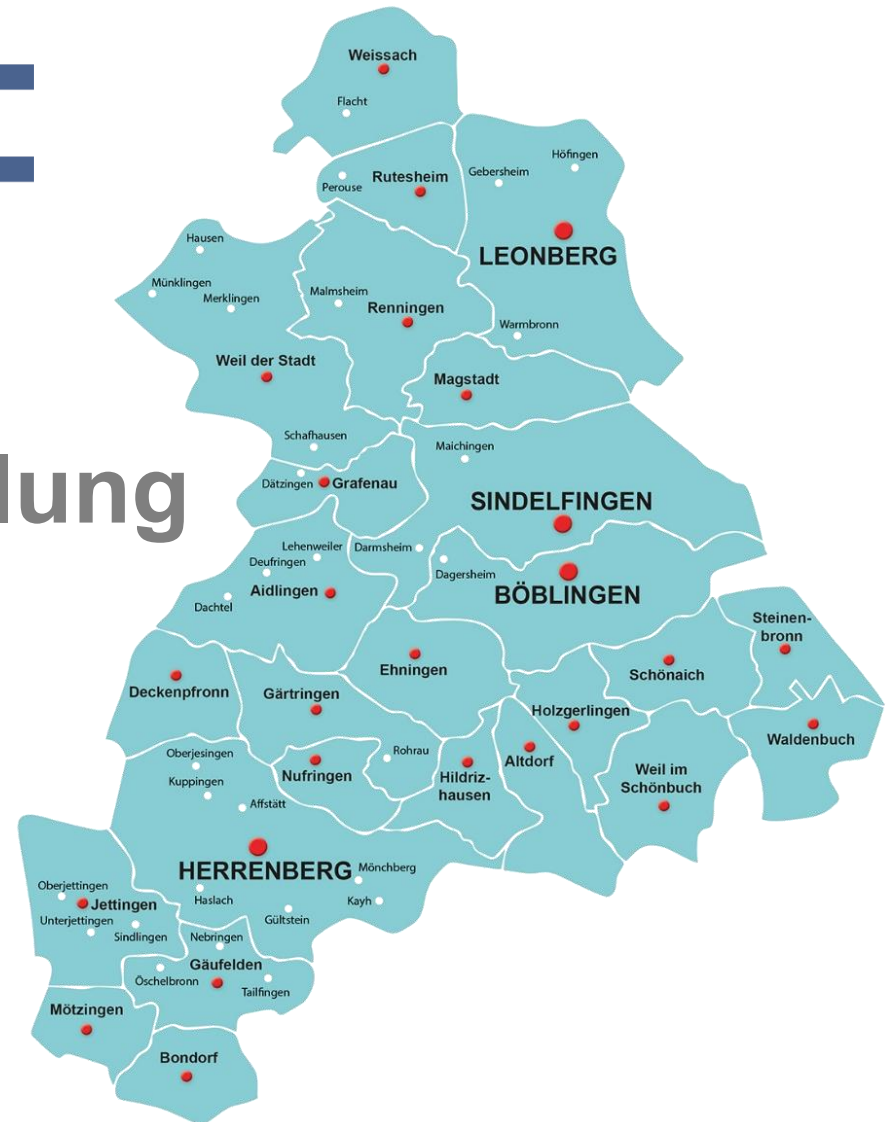 Weissach
Flacht
Perouse
Rutesheim
Gebersheim
Höfingen
LEONBERG
Hausen
Münklingen
Merklingen
Malmsheim
Renningen
Warmbronn
Weil der Stadt
Magstadt
Schafhausen
Maichingen
lung
Dätzingen
Grafenau
SINDELFINGEN
Lehenweiler
Darmsheim
Deufringen
Dagersheim
Aidlingen
BÖBLINGEN
Dachtel
Steinen-
bronn
Ehningen
Schönaich
Deckenpfronn
Gärtringen
Holzgerlingen
Waldenbuch
Oberjesingen
Rohrau
Kuppingen
Nufringen
Hildriz-
hausen
Altdorf
Weil im
Schönbuch
Affstätt
HERRENBERG
Mönchberg
Haslach
Kayh
Oberjettingen
Jettingen
Unterjettingen
Sindlingen
Gültstein
Nebringen
Gäufelden
Öschelbronn
Tailfingen
Mötzingen
Bondorf